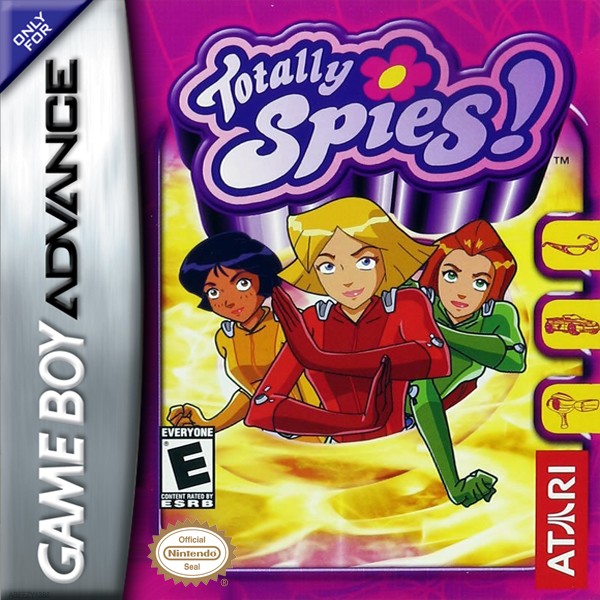 ONLY
FOR
GAME BOY ADVANCE
Totally
Spies!
TM
EVERYONE
E
CONTENT RATED BY
ESRB
Official
Nintendo
Seal
®
ATARI